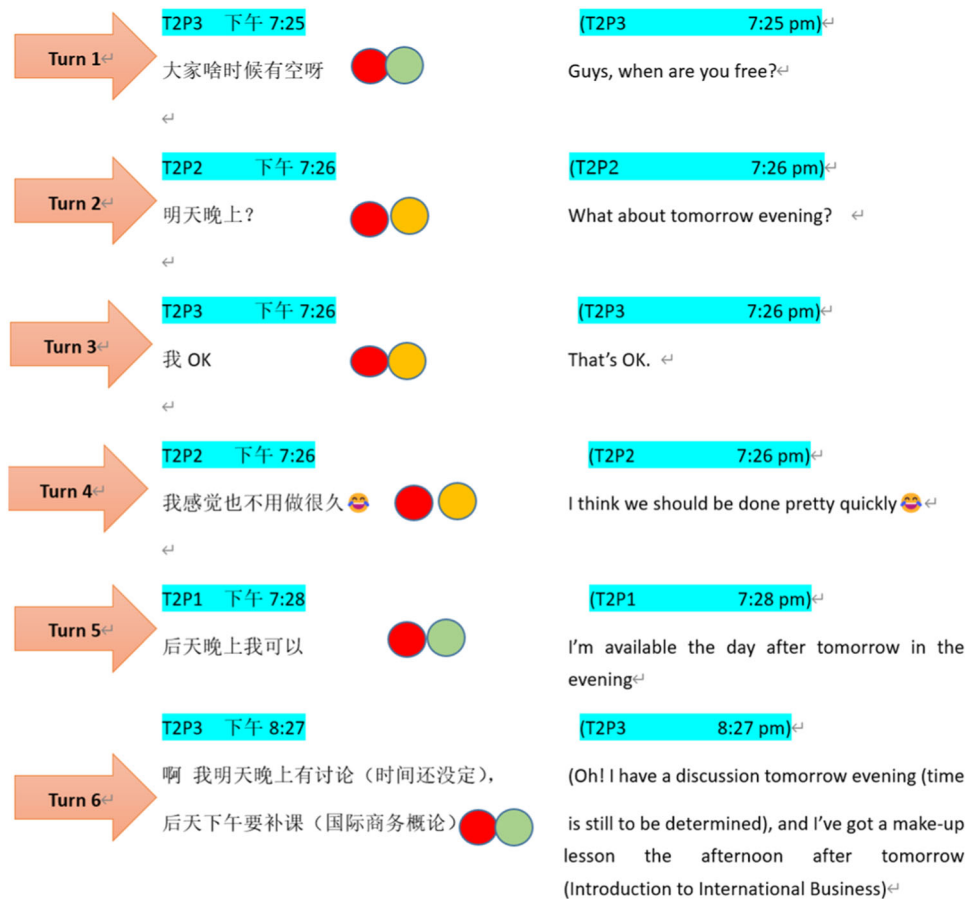 T2P3 下午 7:25 (T2P3 7:25 pm)↵
Turn 1↵ 大家啥时候有空呀 Guys, when are you free?↵
↵
T2P2 下午 7:26 (T2P2 7:26 pm)↵
Turn 2↵ 明天晚上? What about tomorrow evening? ↵
↵
T2P3 下午 7:26 (T2P3 7:26 pm)↵
Turn 3↵ 我 OK That’s OK. ↵
↵
T2P2 下午 7:26 (T2P2 7:26 pm)↵
Turn 4↵ 我感觉也不用做很久😂 I think we should be done pretty quickly😂↵
↵
T2P1 下午 7:28 (T2P1 7:28 pm)↵
Turn 5↵ 后天晚上我可以 I’m available the day after tomorrow in the
evening↵
T2P3 下午 8:27 (T2P3 8:27 pm)↵
Turn 6↵ 啊 我明天晚上有讨论（时间还没定）， (Oh! I have a discussion tomorrow evening (time
后天下午要补课（国际商务概论） is still to be determined), and I’ve got a make-up
lesson the afternoon after tomorrow
(Introduction to International Business)↵